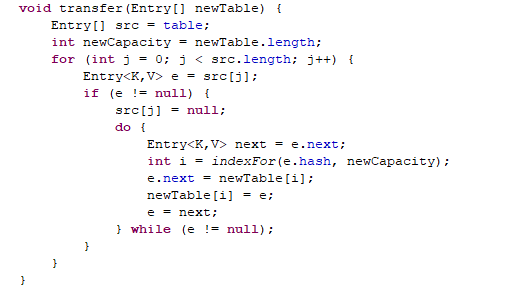 void transfer(Entry[] newTable) {
    Entry[] src = table;
    int newCapacity = newTable.length;
    for (int j = 0; j < src.length; j++) {
        Entry<K,V> e = src[j];
        if (e != null) {
            src[j] = null;
            do {
                Entry<K,V> next = e.next;
                int i = indexFor(e.hash, newCapacity);
                e.next = newTable[i];
                newTable[i] = e;
                e = next;
            } while (e != null);
        }
    }
}